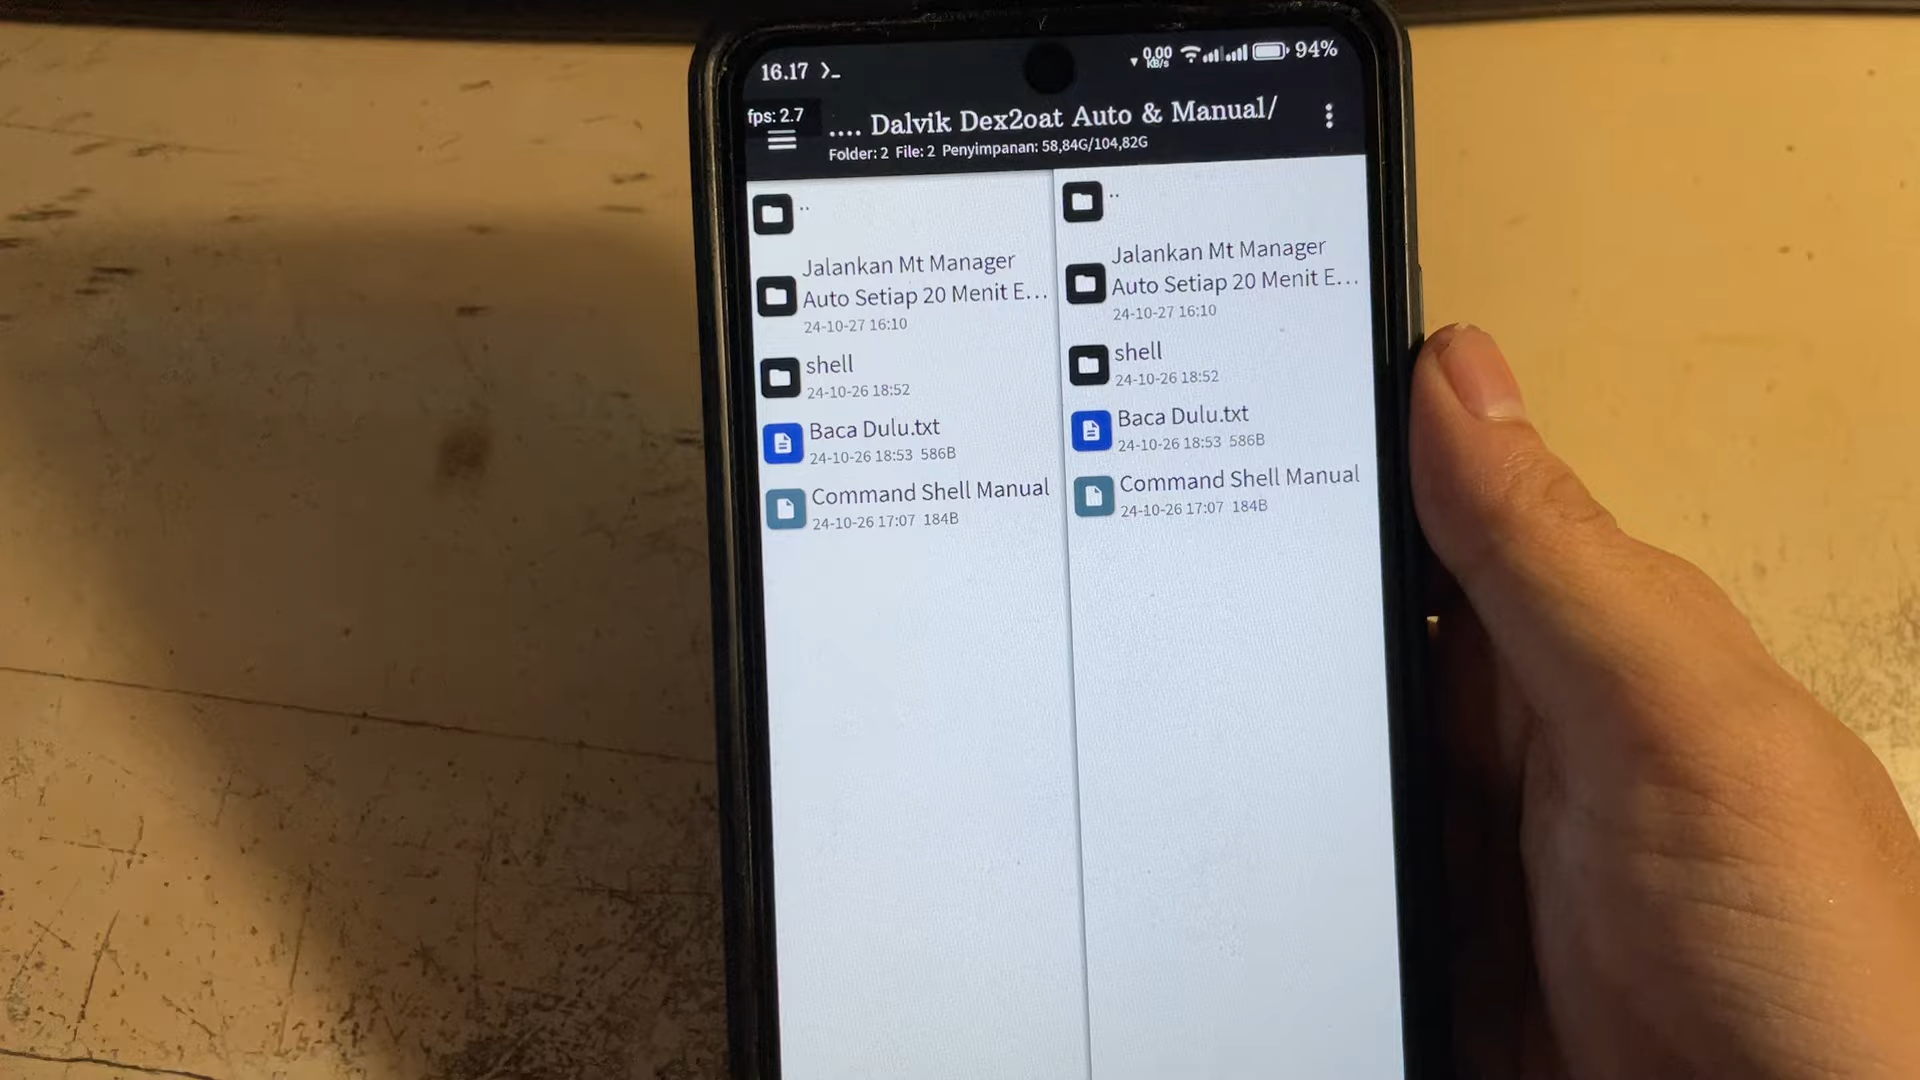 16.17 >_
0,00 KB/s 94%
fps: 2.7
.... Dalvik Dex2oat Auto & Manual/
Folder: 2 File: 2 Penyimpanan: 58,84G/104,82G
..
Jalankan Mt Manager
Auto Setiap 20 Menit E...
24-10-27 16:10
shell
24-10-26 18:52
Baca Dulu.txt
24-10-26 18:53 586B
Command Shell Manual
24-10-26 17:07 184B
..
Jalankan Mt Manager
Auto Setiap 20 Menit E...
24-10-27 16:10
shell
24-10-26 18:52
Baca Dulu.txt
24-10-26 18:53 586B
Command Shell Manual
24-10-26 17:07 184B